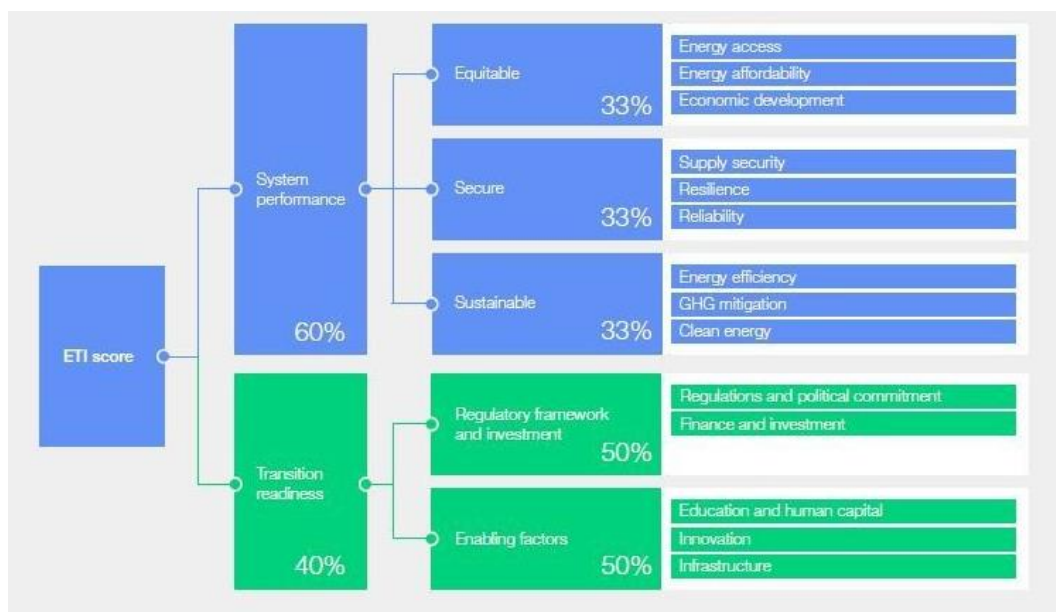 ETI score
System
performance
60%
Equitable
33%
Energy access
Energy affordability
Economic development
Secure
33%
Supply security
Resilience
Reliability
Sustainable
33%
Energy efficiency
GHG mitigation
Clean energy
Transition
readiness
40%
Regulatory framework
and investment
50%
Regulations and political commitment
Finance and investment
Enabling factors
50%
Education and human capital
Innovation
Infrastructure